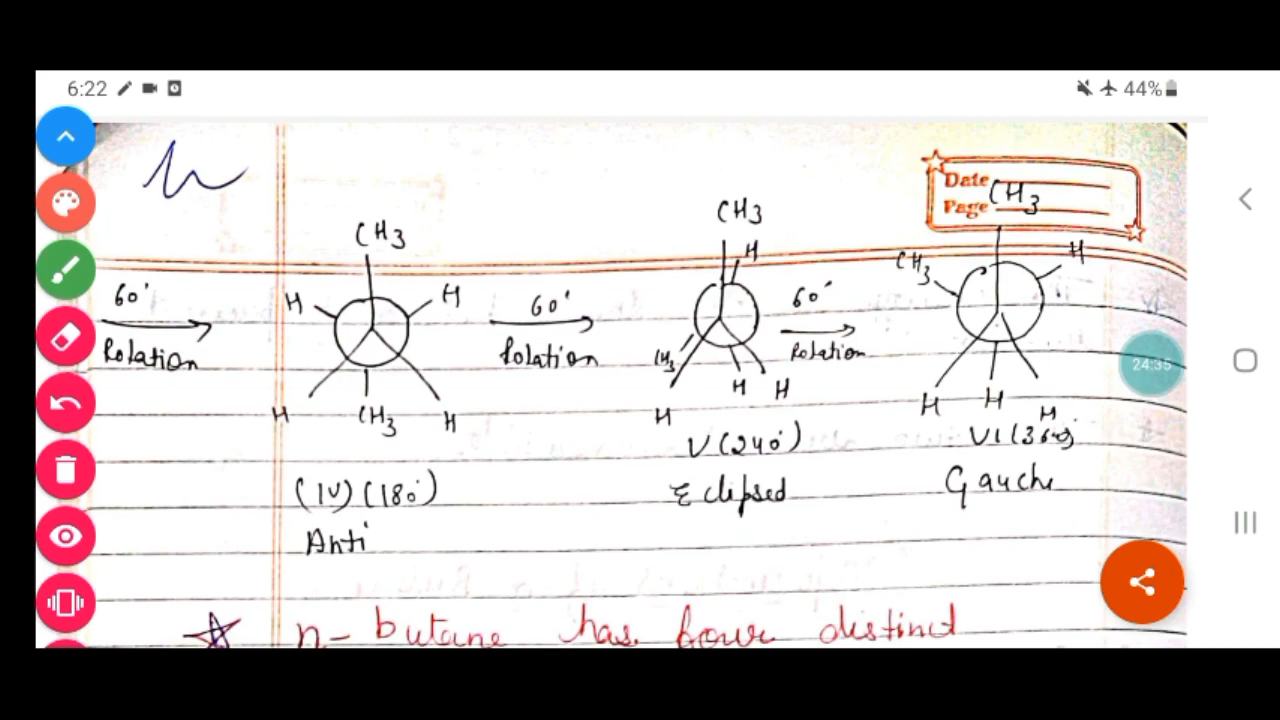 6:22
44%
Date
Page
CH3
CH3
CH3
H
CH3
H
H
H
60°
60°
60°
Rotation
Rotation
Rotation
CH3
H
CH3
H
H
H
H
H
H
H
24:35
V (240°)
VI (360°)
(IV) (180°)
Eclipsed
Gauche
Anti
n- butane has four distinct